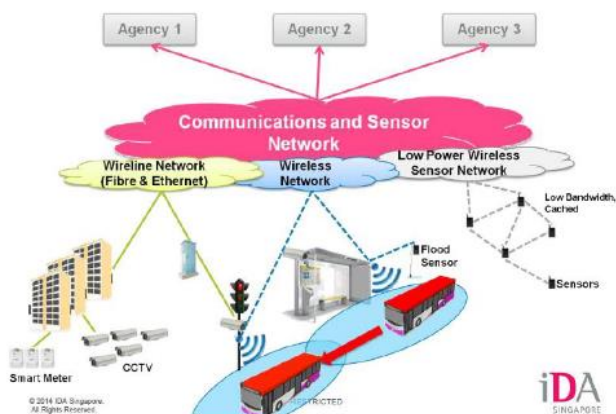 Agency 1
Agency 2
Agency 3
Communications and Sensor
Network
Wireline Network
(Fibre & Ethernet)
Wireless
Network
Low Power Wireless
Sensor Network
Low Bandwidth,
Cached
Flood
Sensor
Sensors
CCTV
Smart Meter
© 2014 IDA Singapore.
All Rights Reserved.
RESTRICTED
iDA
SINGAPORE